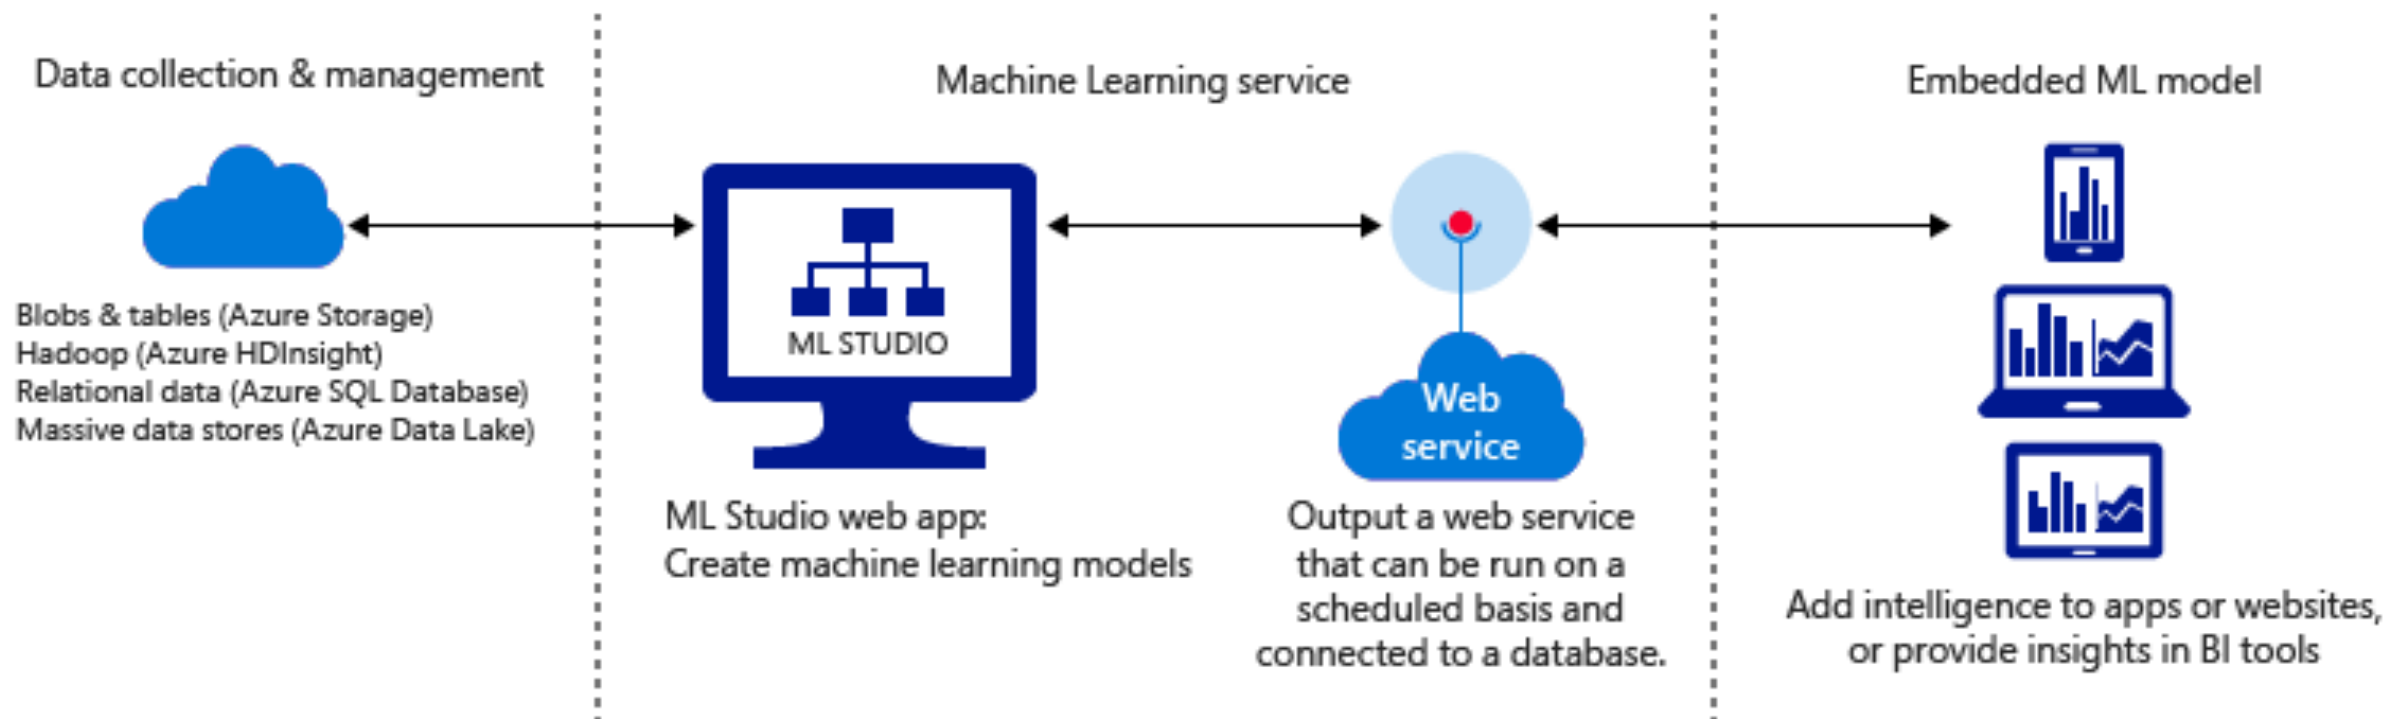 Data collection & management
Blobs & tables (Azure Storage)
Hadoop (Azure HDInsight)
Relational data (Azure SQL Database)
Massive data stores (Azure Data Lake)
Machine Learning service
ML STUDIO
ML Studio web app:
Create machine learning models
Web
service
Output a web service
that can be run on a
scheduled basis and
connected to a database.
Embedded ML model
Add intelligence to apps or websites,
or provide insights in BI tools